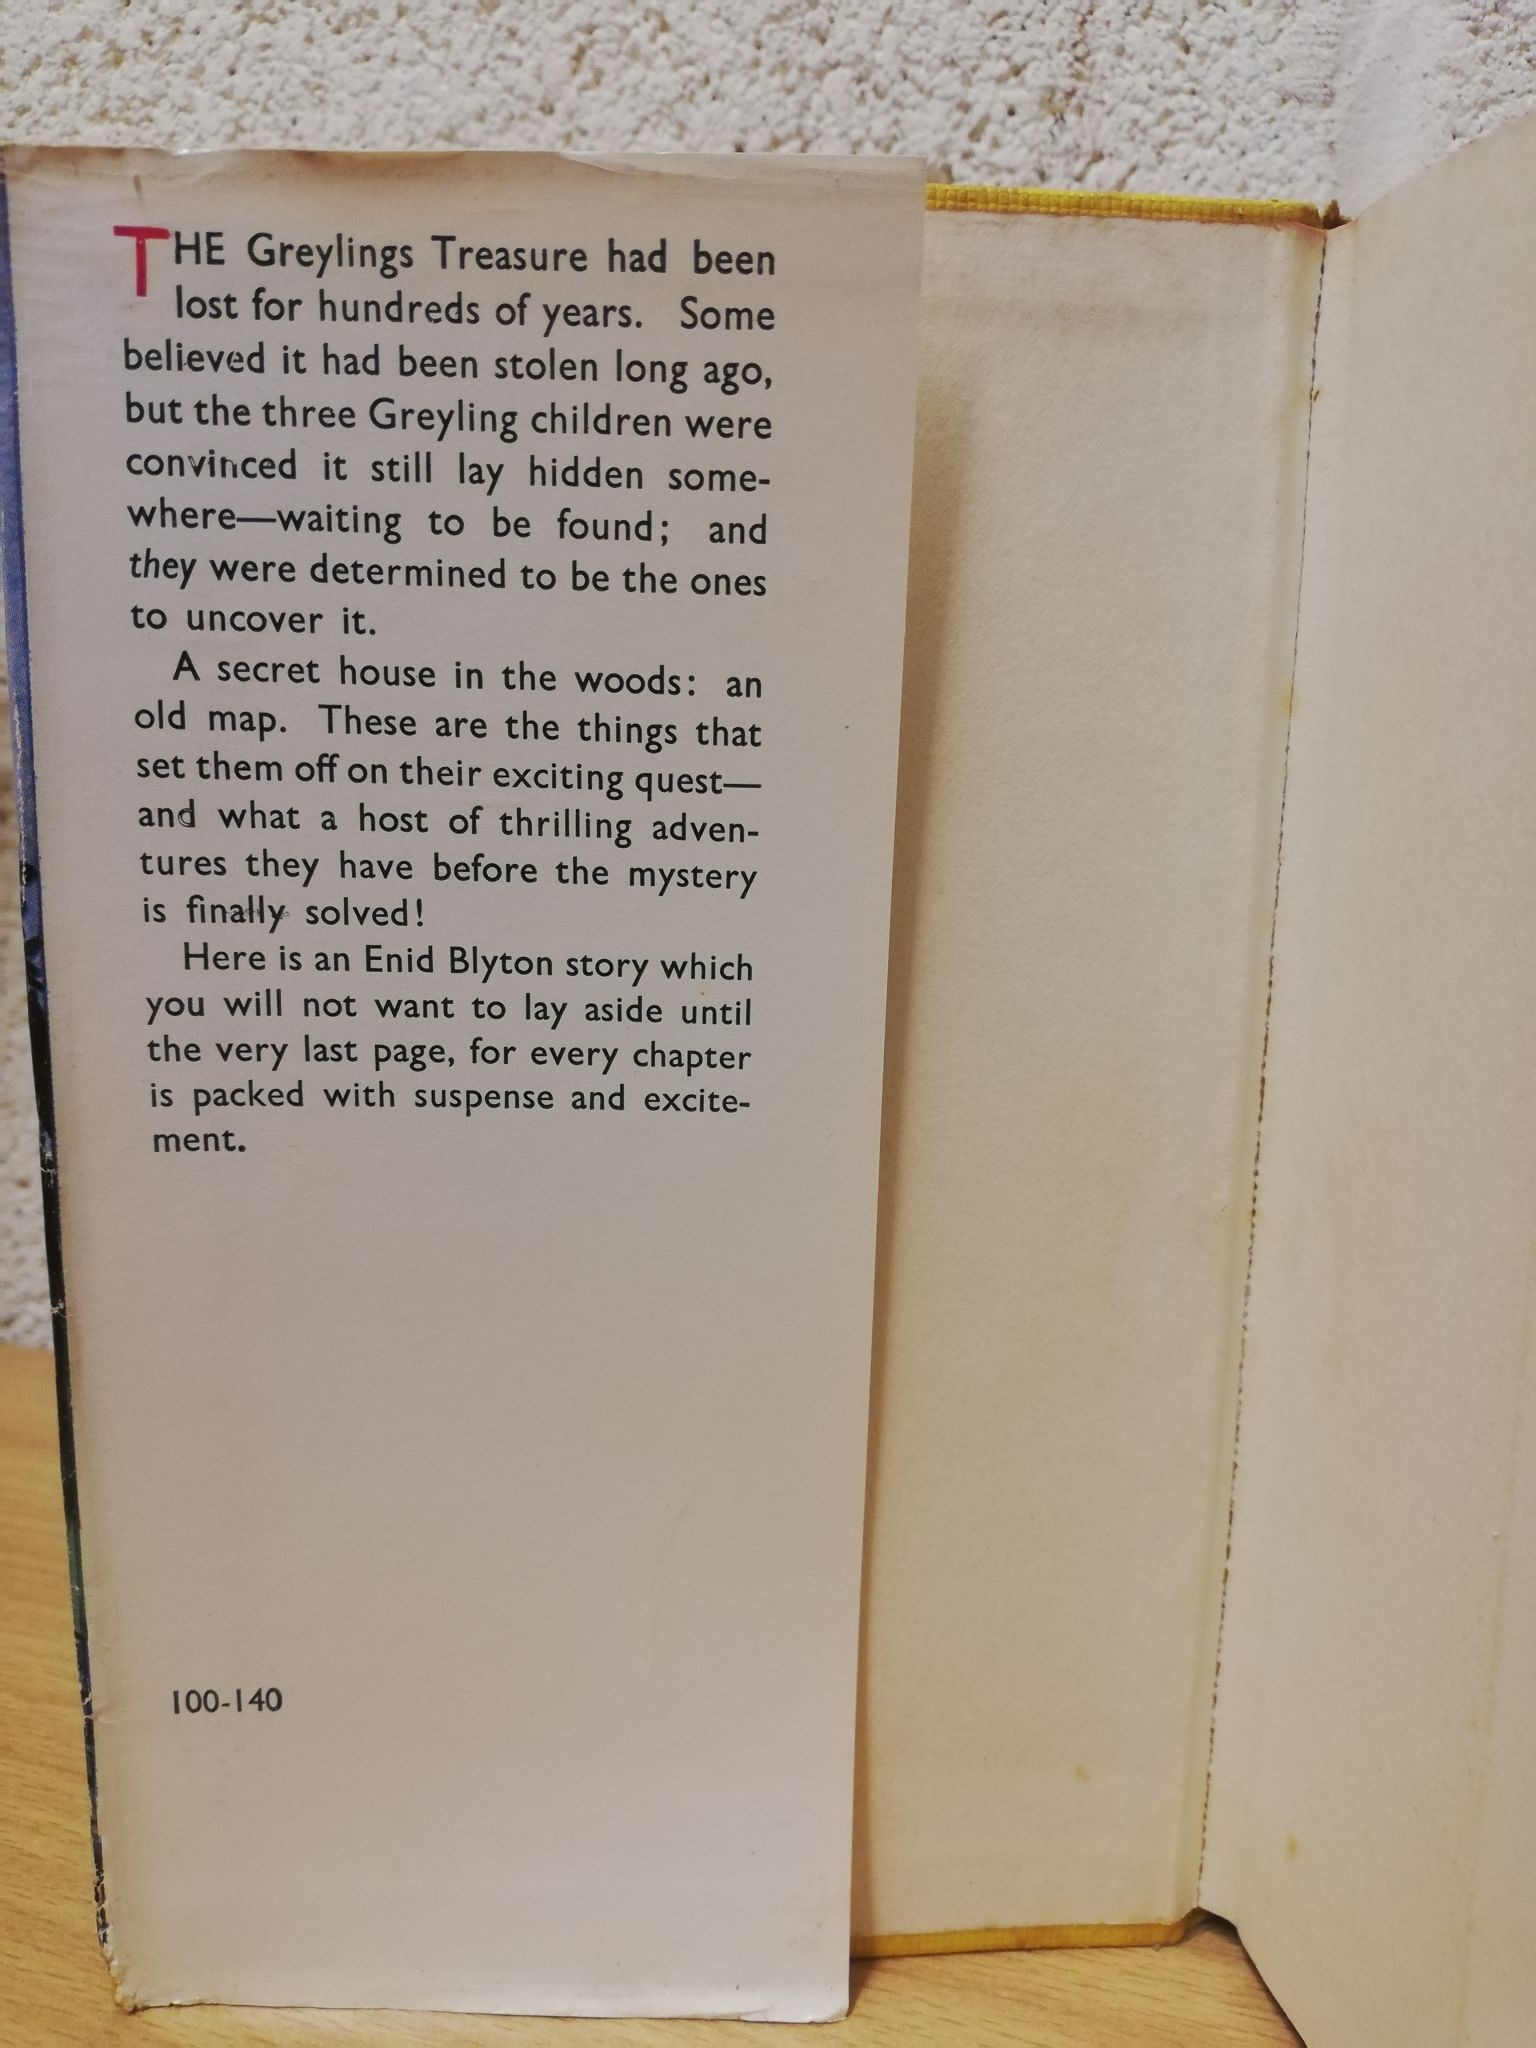 THE Greylings Treasure had been
lost for hundreds of years. Some
believed it had been stolen long ago,
but the three Greyling children were
convinced it still lay hidden some-
where—waiting to be found; and
they were determined to be the ones
to uncover it.
A secret house in the woods: an
old map. These are the things that
set them off on their exciting quest—
and what a host of thrilling adven-
tures they have before the mystery
is finally solved!
Here is an Enid Blyton story which
you will not want to lay aside until
the very last page, for every chapter
is packed with suspense and excite-
ment.
100-140